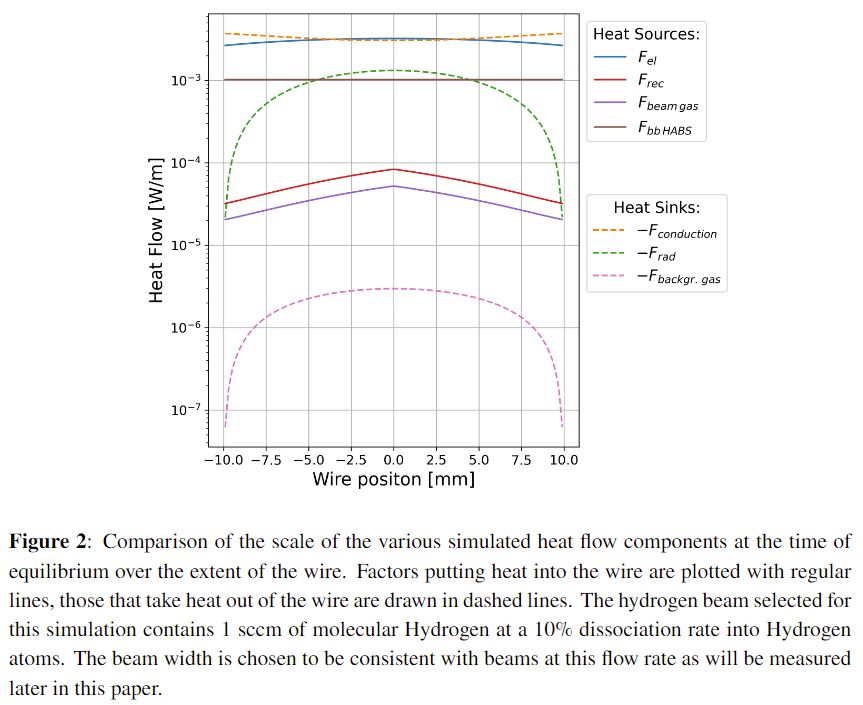 Heat Sources:
F_el
F_rec
F_beam gas
F_bb HABS
Heat Sinks:
−F_conduction
−F_rad
−F_backgr. gas
Heat Flow [W/m]
10⁻³
10⁻⁴
10⁻⁵
10⁻⁶
10⁻⁷
−10.0 −7.5 −5.0 −2.5 0.0 2.5 5.0 7.5 10.0
Wire positon [mm]
Figure 2: Comparison of the scale of the various simulated heat flow components at the time of
equilibrium over the extent of the wire. Factors putting heat into the wire are plotted with regular
lines, those that take heat out of the wire are drawn in dashed lines. The hydrogen beam selected for
this simulation contains 1 sccm of molecular Hydrogen at a 10% dissociation rate into Hydrogen
atoms. The beam width is chosen to be consistent with beams at this flow rate as will be measured
later in this paper.